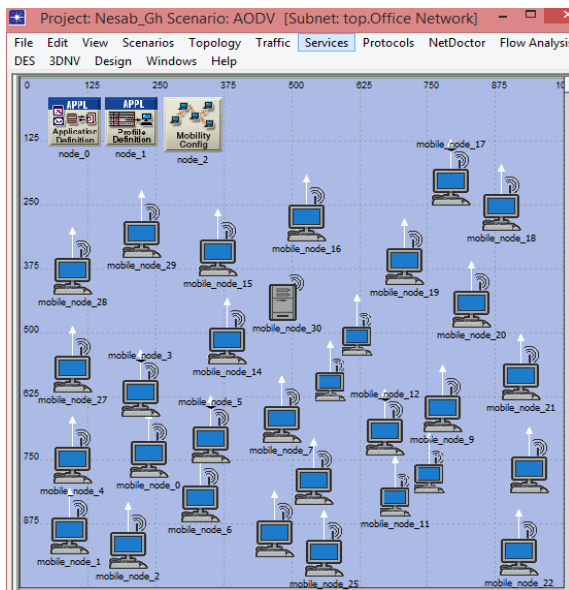 Project: Nesab_Gh Scenario: AODV [Subnet: top.Office Network]
File Edit View Scenarios Topology Traffic Services Protocols NetDoctor Flow Analysis
DES 3DNV Design Windows Help
0 125 250 375 500 625 750 875 10
APPL APPL
Application Definition
Profile Definition
Mobility Config
node_0 node_1 node_2
125
mobile_node_17
250
mobile_node_16
mobile_node_18
375
mobile_node_29
mobile_node_15
mobile_node_19
mobile_node_28
500
mobile_node_30
mobile_node_20
mobile_node_3
mobile_node_14
625
mobile_node_27
mobile_node_5
mobile_node_12
mobile_node_21
mobile_node_7
mobile_node_9
750
mobile_node_4
mobile_node_0
875
mobile_node_6
mobile_node_11
mobile_node_1
mobile_node_2
mobile_node_25
mobile_node_22